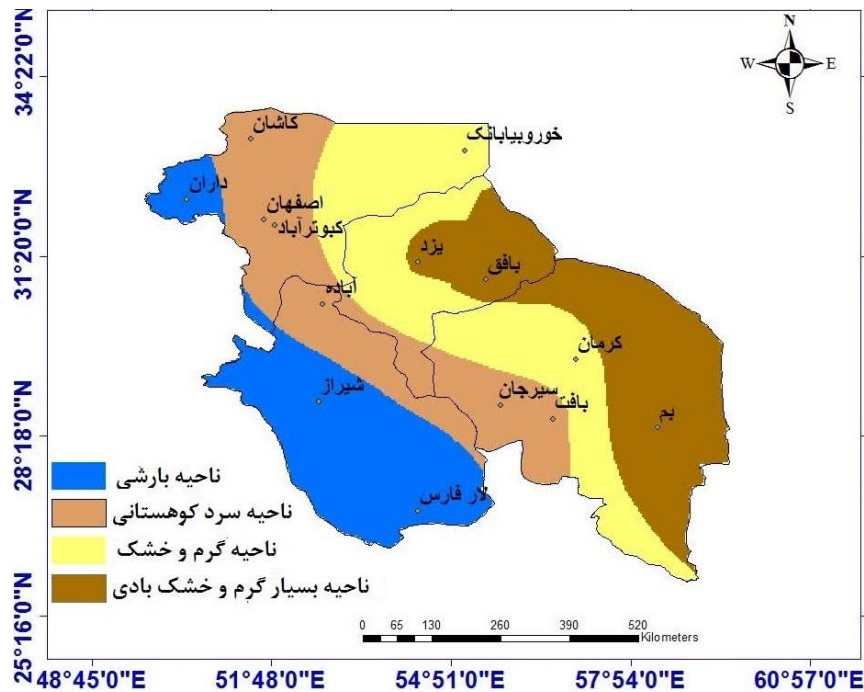 N
W E
S
34°22'0"N
31°20'0"N
28°18'0"N
25°16'0"N
کاشان
خوروبیابانک
داران
اصفهان
کبوترآباد
یزد
بافق
آباده
کرمان
شیراز
سیرجان
بافت
بم
لار فارس
ناحیه بارشی
ناحیه سرد کوهستانی
ناحیه گرم و خشک
ناحیه بسیار گرم و خشک بادی
0 65 130 260 390 520
Kilometers
48°45'0"E 51°48'0"E 54°51'0"E 57°54'0"E 60°57'0"E